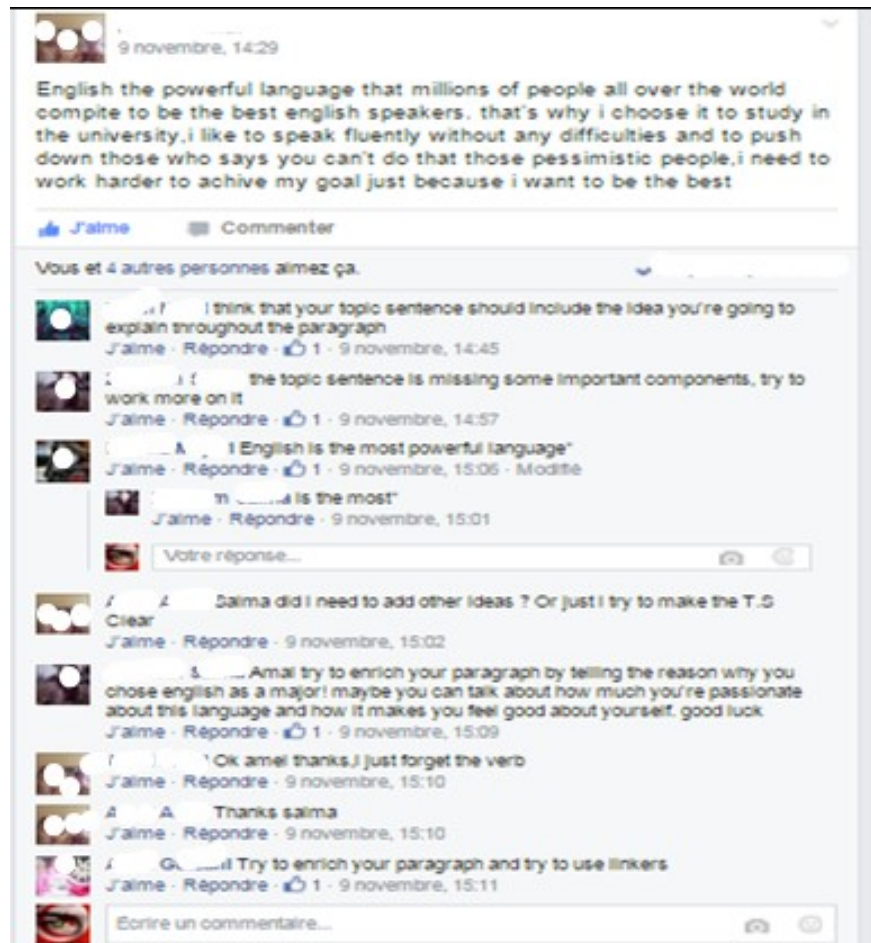 9 novembre, 14:29
English the powerful language that millions of people all over the world
compite to be the best english speakers. that's why i choose it to study in
the university,i like to speak fluently without any difficulties and to push
down those who says you can't do that those pessimistic people,i need to
work harder to achive my goal just because i want to be the best
J'aime Commenter
Vous et 4 autres personnes aimez ça.
I think that your topic sentence should include the idea you're going to
explain throughout the paragraph
J'aime · Répondre · 1 · 9 novembre, 14:45
the topic sentence is missing some important components, try to
work more on it
J'aime · Répondre · 1 · 9 novembre, 14:57
English is the most powerful language"
J'aime · Répondre · 1 · 9 novembre, 15:06 · Modifié
is the most"
J'aime · Répondre · 9 novembre, 15:01
Votre réponse...
Salma did I need to add other ideas ? Or just I try to make the T.S
Clear
J'aime · Répondre · 9 novembre, 15:02
Amal try to enrich your paragraph by telling the reason why you
chose english as a major! maybe you can talk about how much you're passionate
about this language and how it makes you feel good about yourself. good luck
J'aime · Répondre · 1 · 9 novembre, 15:09
Ok amel thanks,I just forget the verb
J'aime · Répondre · 9 novembre, 15:10
Thanks salma
J'aime · Répondre · 9 novembre, 15:10
Try to enrich your paragraph and try to use linkers
J'aime · Répondre · 1 · 9 novembre, 15:11
Écrire un commentaire...